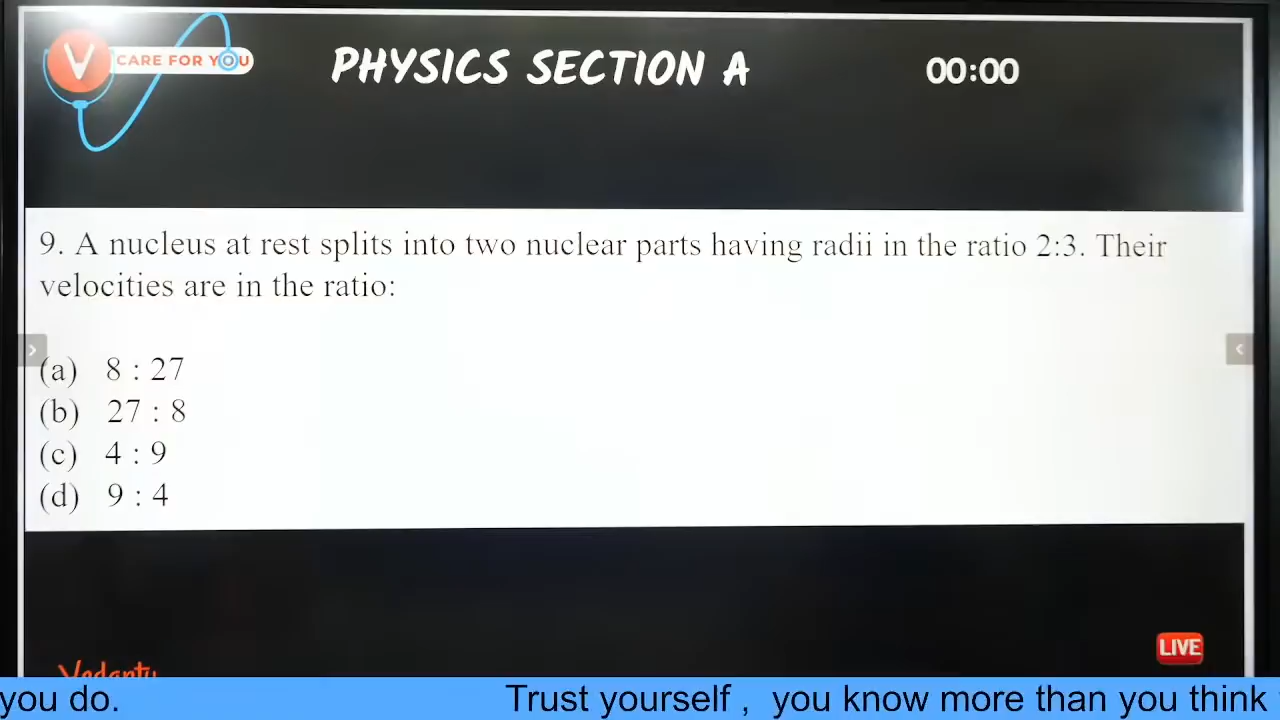 V CARE FOR YOU
PHYSICS SECTION A
00:00
9. A nucleus at rest splits into two nuclear parts having radii in the ratio 2:3. Their
velocities are in the ratio:
(a) 8 : 27
(b) 27 : 8
(c) 4 : 9
(d) 9 : 4
LIVE
you do. Trust yourself , you know more than you think